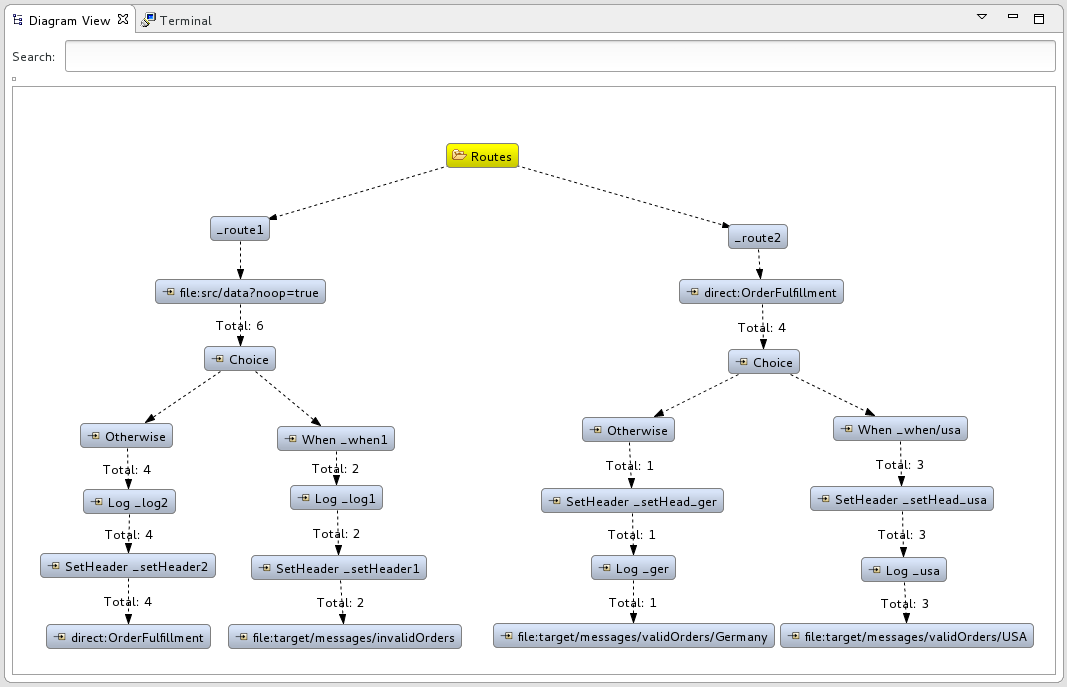 Diagram View
Terminal
Search:
Routes
_route1
_route2
file:src/data?noop=true
direct:OrderFulfillment
Total: 6
Total: 4
Choice
Choice
Otherwise
When _when1
Otherwise
When _when/usa
Total: 4
Total: 2
Total: 1
Total: 3
Log _log2
Log _log1
SetHeader _setHead_ger
SetHeader _setHead_usa
Total: 4
Total: 2
Total: 1
Total: 3
SetHeader _setHeader2
SetHeader _setHeader1
Log _ger
Log _usa
Total: 4
Total: 2
Total: 1
Total: 3
direct:OrderFulfillment
file:target/messages/invalidOrders
file:target/messages/validOrders/Germany
file:target/messages/validOrders/USA